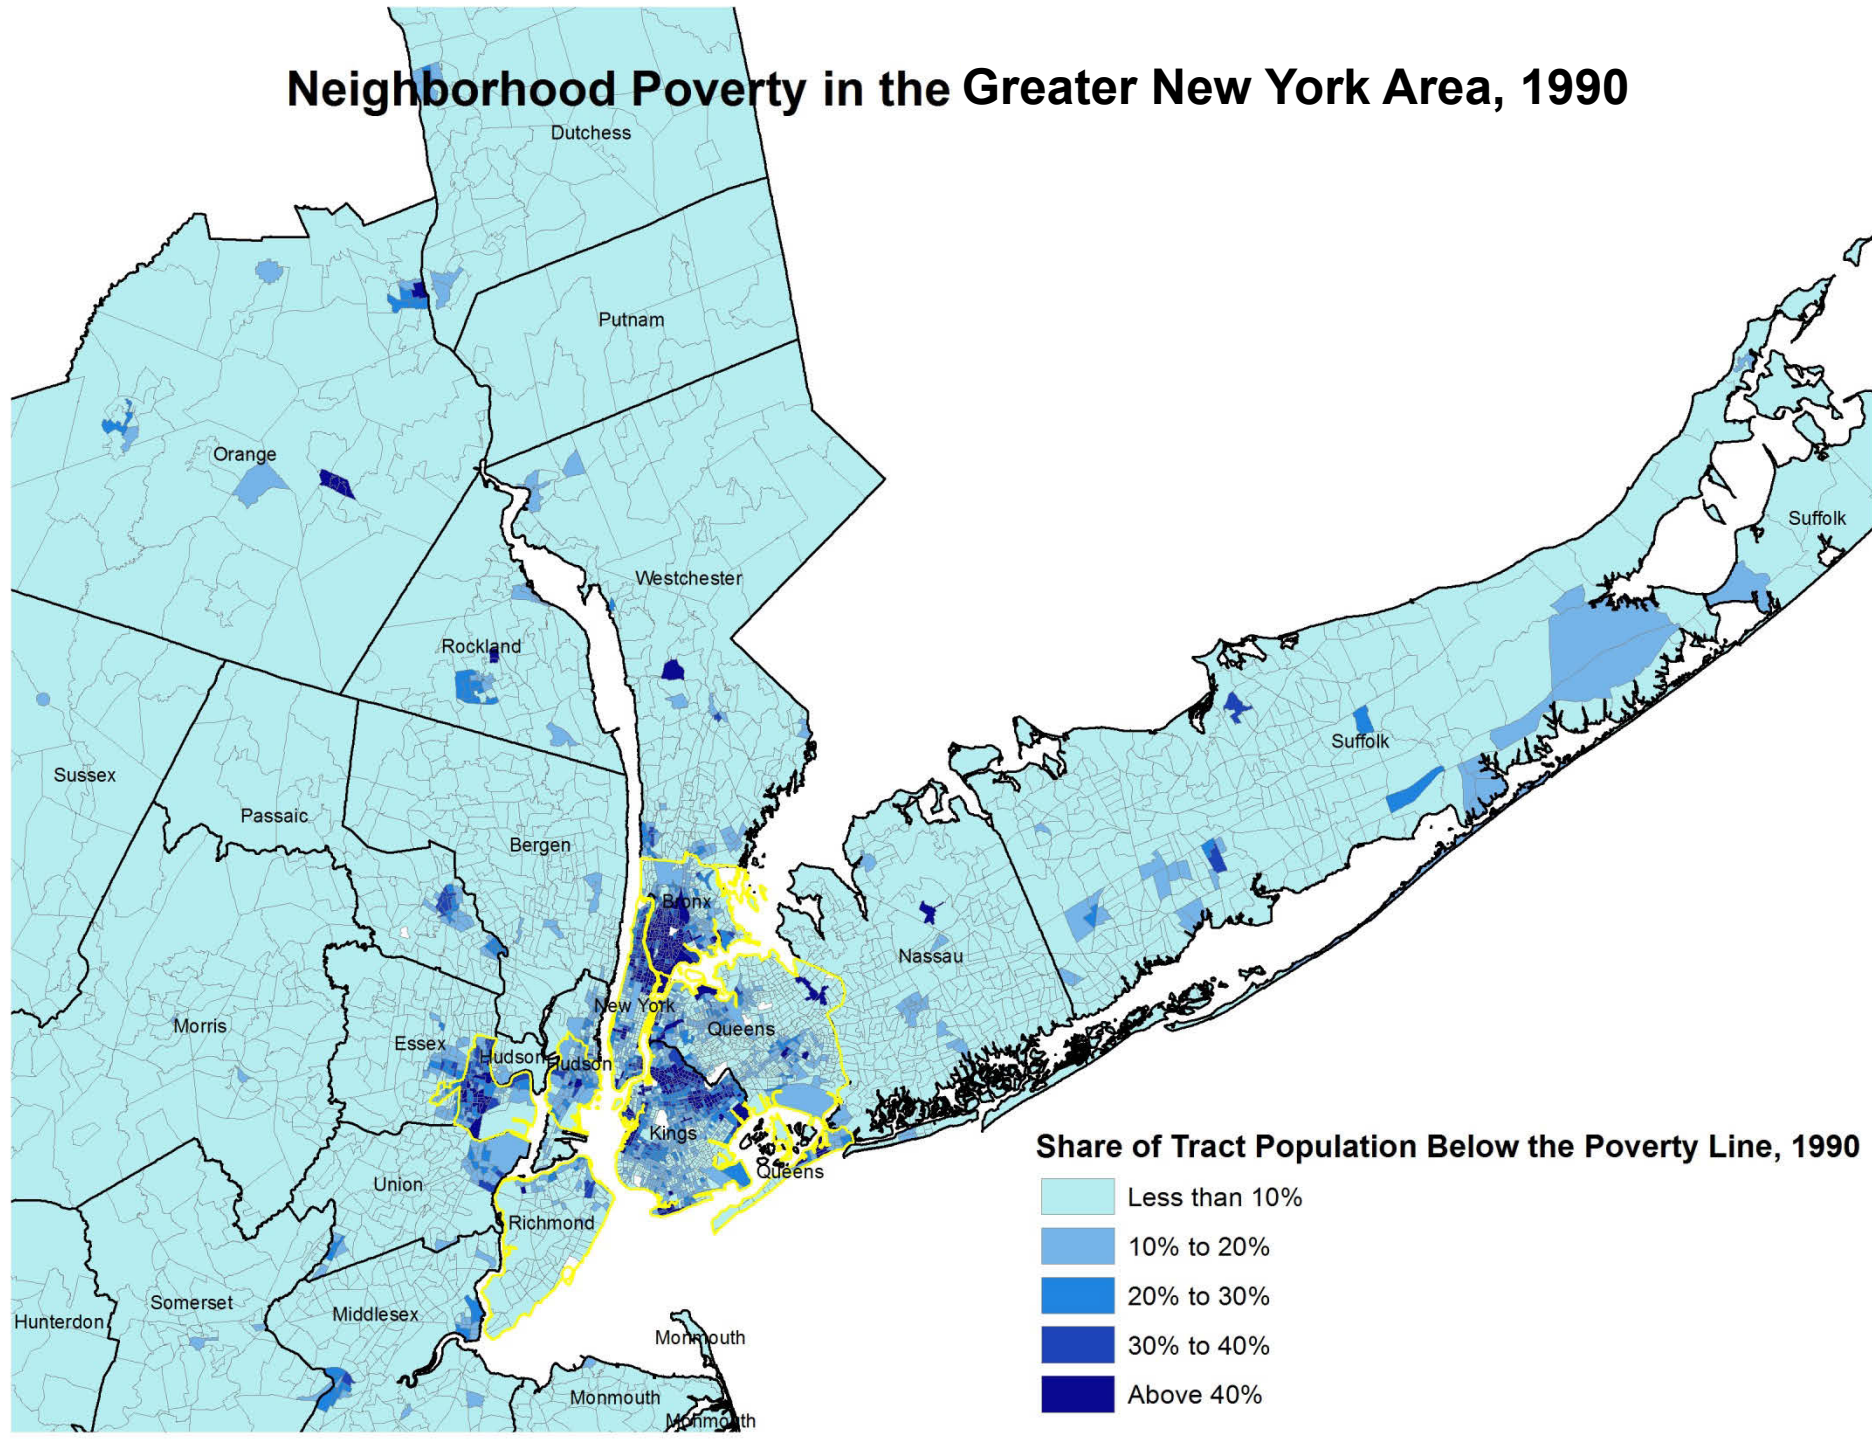 Neighborhood Poverty in the Greater New York Area, 1990
Dutchess
Putnam
Orange
Suffolk
Westchester
Rockland
Suffolk
Sussex
Passaic
Bergen
Bronx
Nassau
New York
Morris
Queens
Essex
Hudson
Hudson
Kings
Queens
Union
Richmond
Somerset
Middlesex
Hunterdon
Monmouth
Monmouth
Monmouth
Share of Tract Population Below the Poverty Line, 1990
Less than 10%
10% to 20%
20% to 30%
30% to 40%
Above 40%